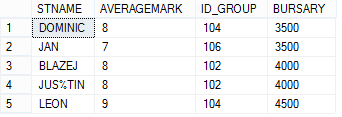 STNAME AVERAGEMARK ID_GROUP BURSARY
1 DOMINIC 8 104 3500
2 JAN 7 106 3500
3 BLAZEJ 8 102 4000
4 JUS%TIN 8 102 4000
5 LEON 9 104 4500